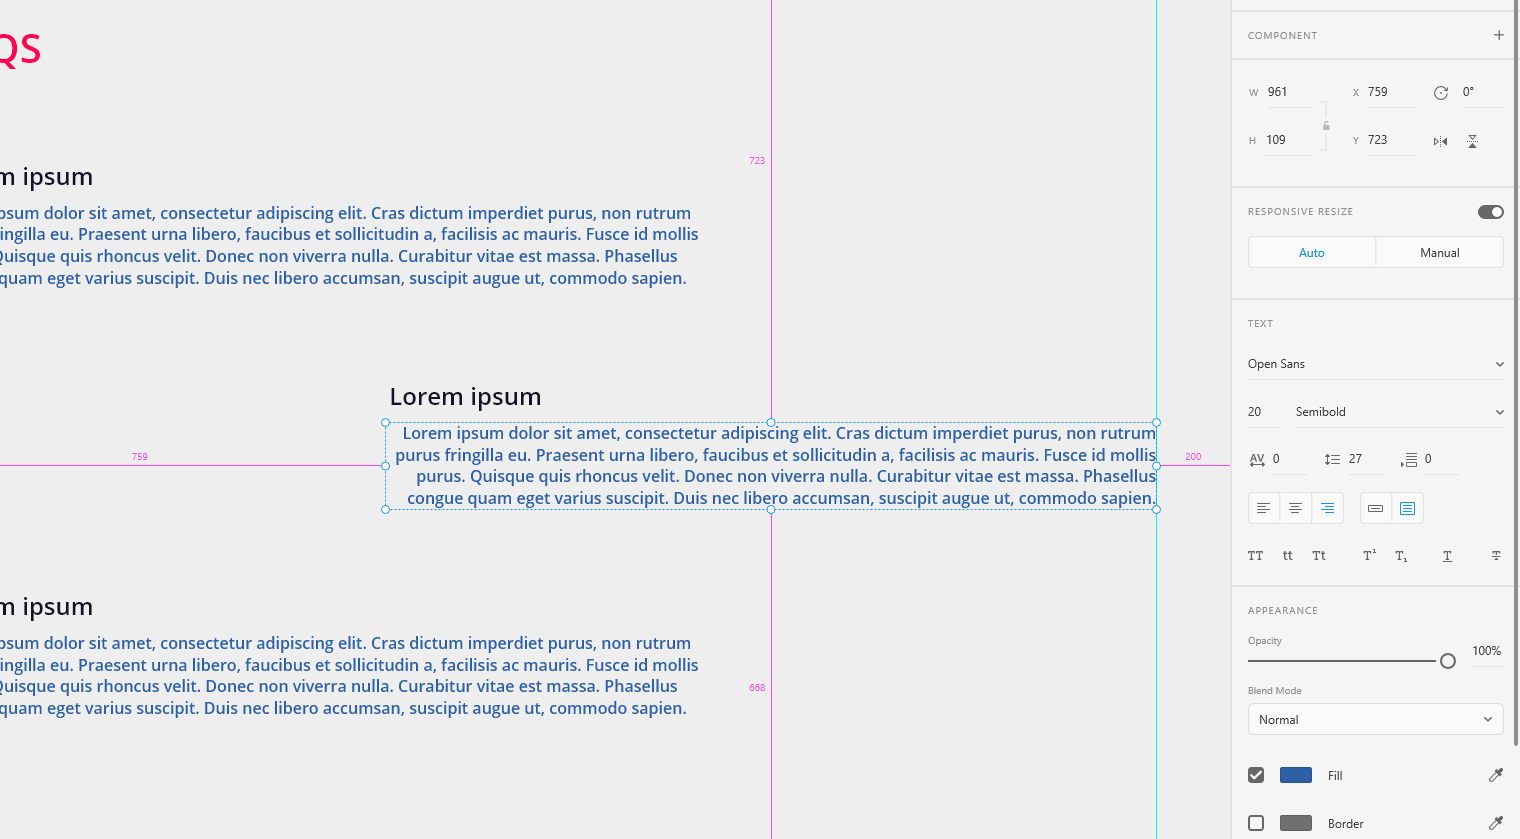 QS
COMPONENT
W 961 X 759 0°
H 109 Y 723
723
m ipsum
psum dolor sit amet, consectetur adipiscing elit. Cras dictum imperdiet purus, non rutrum
ingilla eu. Praesent urna libero, faucibus et sollicitudin a, facilisis ac mauris. Fusce id mollis
Quisque quis rhoncus velit. Donec non viverra nulla. Curabitur vitae est massa. Phasellus
quam eget varius suscipit. Duis nec libero accumsan, suscipit augue ut, commodo sapien.
Lorem ipsum
Lorem ipsum dolor sit amet, consectetur adipiscing elit. Cras dictum imperdiet purus, non rutrum
purus fringilla eu. Praesent urna libero, faucibus et sollicitudin a, facilisis ac mauris. Fusce id mollis
purus. Quisque quis rhoncus velit. Donec non viverra nulla. Curabitur vitae est massa. Phasellus
congue quam eget varius suscipit. Duis nec libero accumsan, suscipit augue ut, commodo sapien.
759
200
m ipsum
psum dolor sit amet, consectetur adipiscing elit. Cras dictum imperdiet purus, non rutrum
ingilla eu. Praesent urna libero, faucibus et sollicitudin a, facilisis ac mauris. Fusce id mollis
Quisque quis rhoncus velit. Donec non viverra nulla. Curabitur vitae est massa. Phasellus
quam eget varius suscipit. Duis nec libero accumsan, suscipit augue ut, commodo sapien.
668
RESPONSIVE RESIZE
Auto Manual
TEXT
Open Sans
20 Semibold
AV 0 27 0
TT tt Tt T¹ T₁ T T
APPEARANCE
Opacity
100%
Blend Mode
Normal
Fill
Border